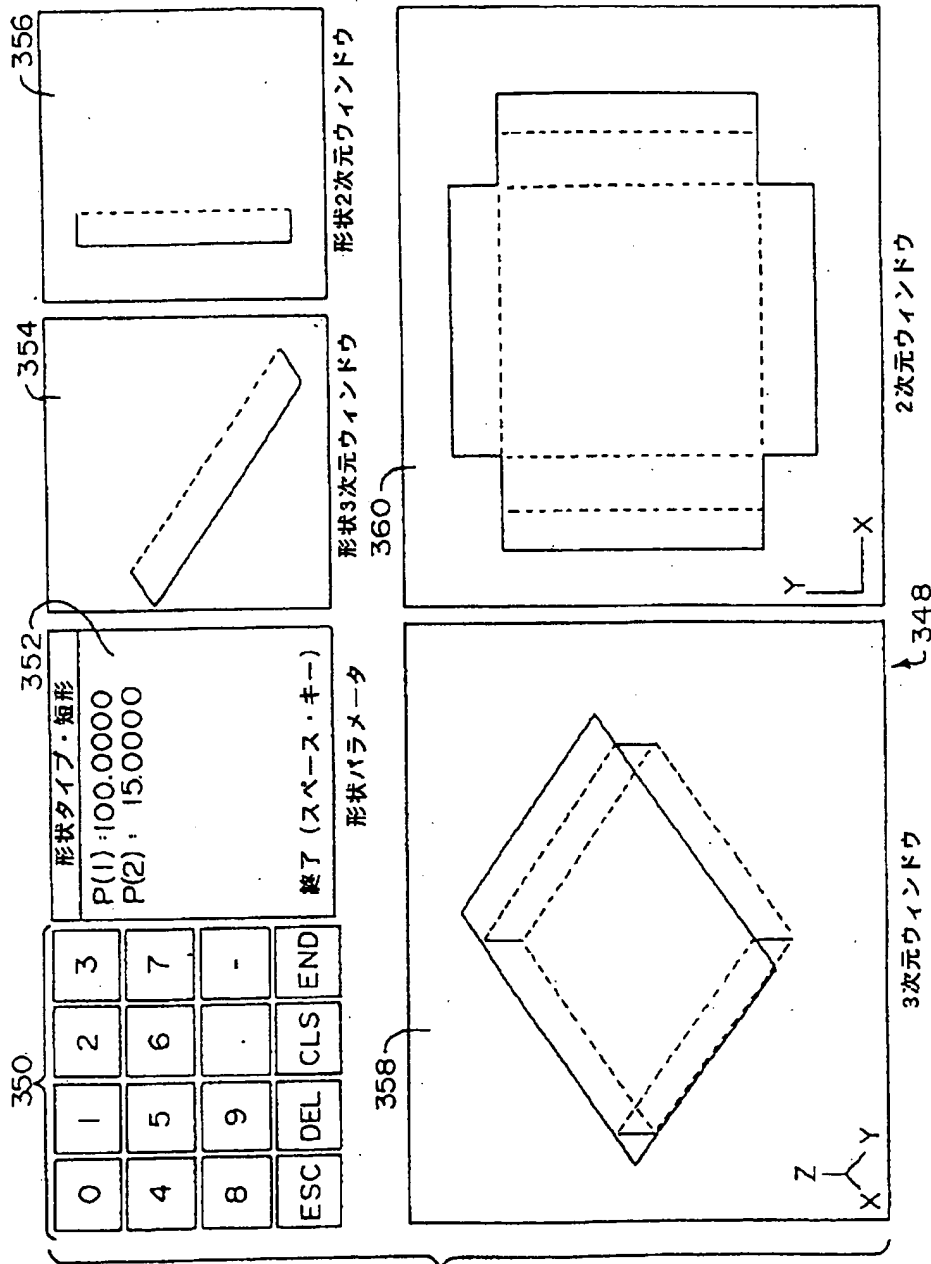 350
0 1 2 3
4 5 6 7
8 9 . -
ESC DEL CLS END
352
形状タイプ・短形
P(1):100.0000
P(2): 15.0000
終了 (スペース・キー)
形状パラメータ
354
形状3次元ウィンドウ
356
形状2次元ウィンドウ
358
Z
X Y
3次元ウィンドウ
360
Y
X
2次元ウィンドウ
348